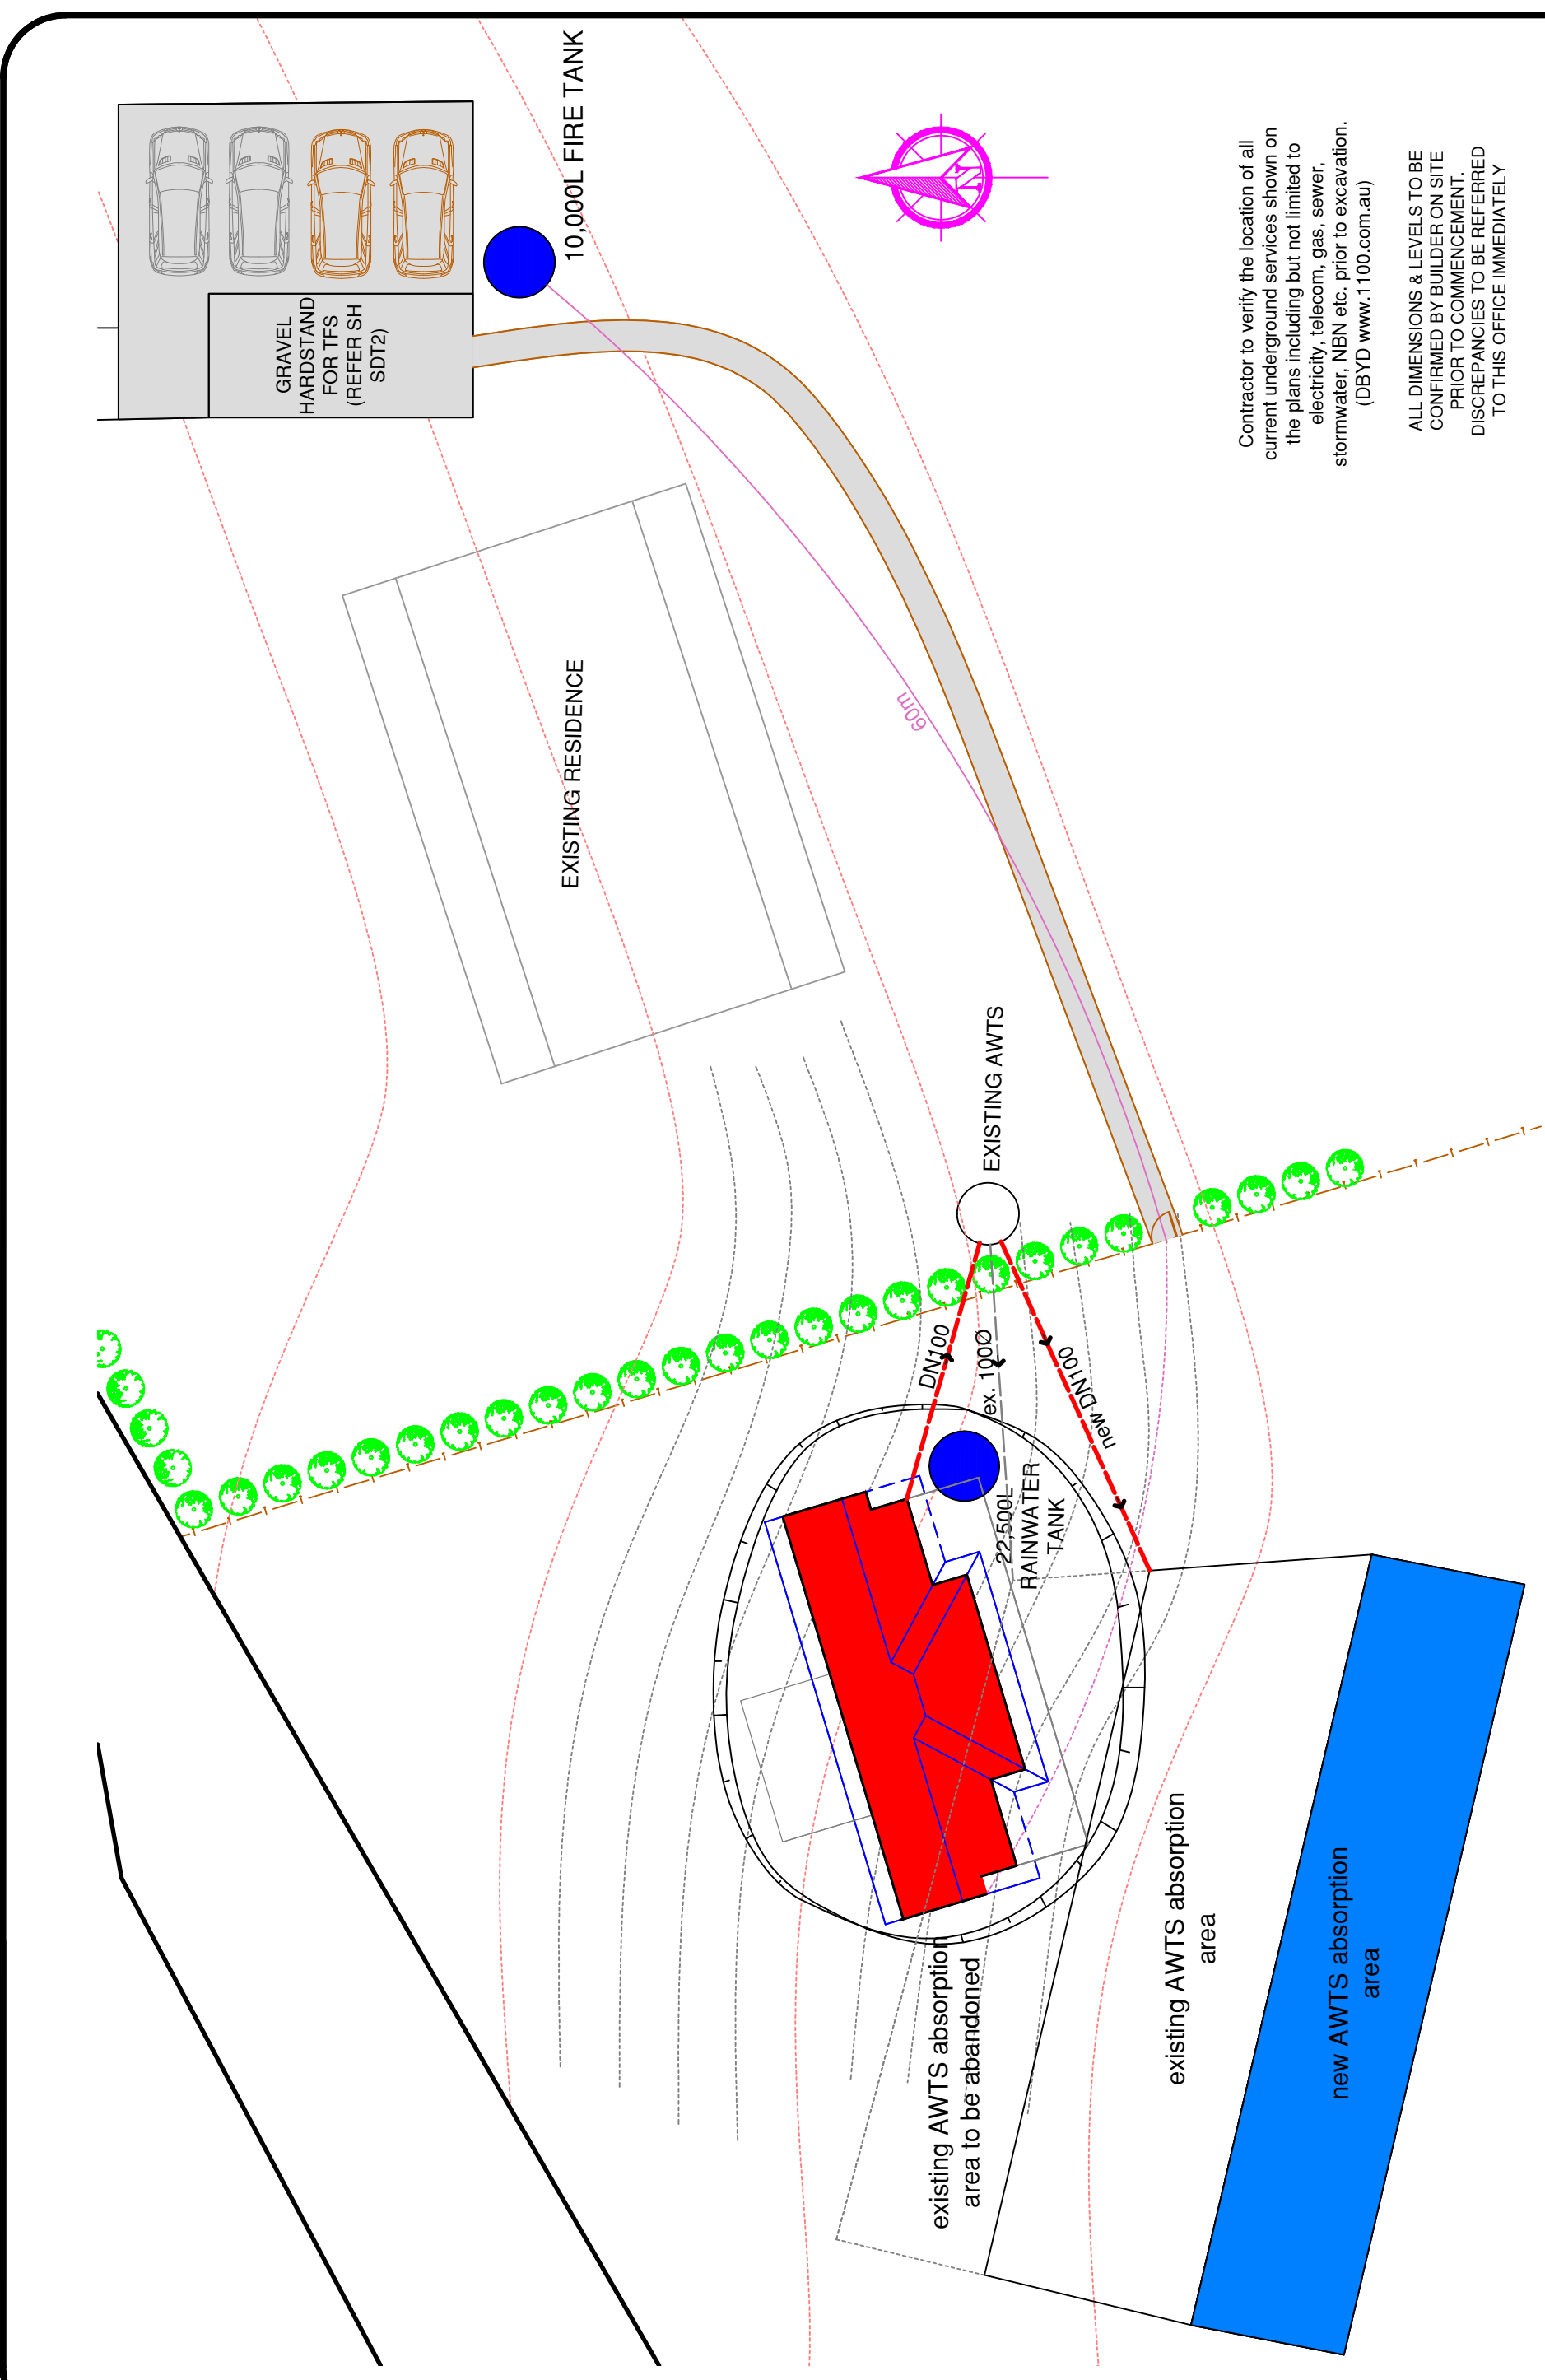 10,000L FIRE TANK
GRAVEL
HARDSTAND
FOR TFS
(REFER SH
SDT2)
N
Contractor to verify the location of all
current underground services shown on
the plans including but not limited to
electricity, telecom, gas, sewer,
stormwater, NBN etc. prior to excavation.
(DBYD www.1100.com.au)
ALL DIMENSIONS & LEVELS TO BE
CONFIRMED BY BUILDER ON SITE
PRIOR TO COMMENCEMENT.
DISCREPANCIES TO BE REFERRED
TO THIS OFFICE IMMEDIATELY
EXISTING RESIDENCE
60m
EXISTING AWTS
DN100
ex. 100Ø
new DN100
22,500L
RAINWATER
TANK
existing AWTS absorption
area to be abandoned
existing AWTS absorption
area
new AWTS absorption
area